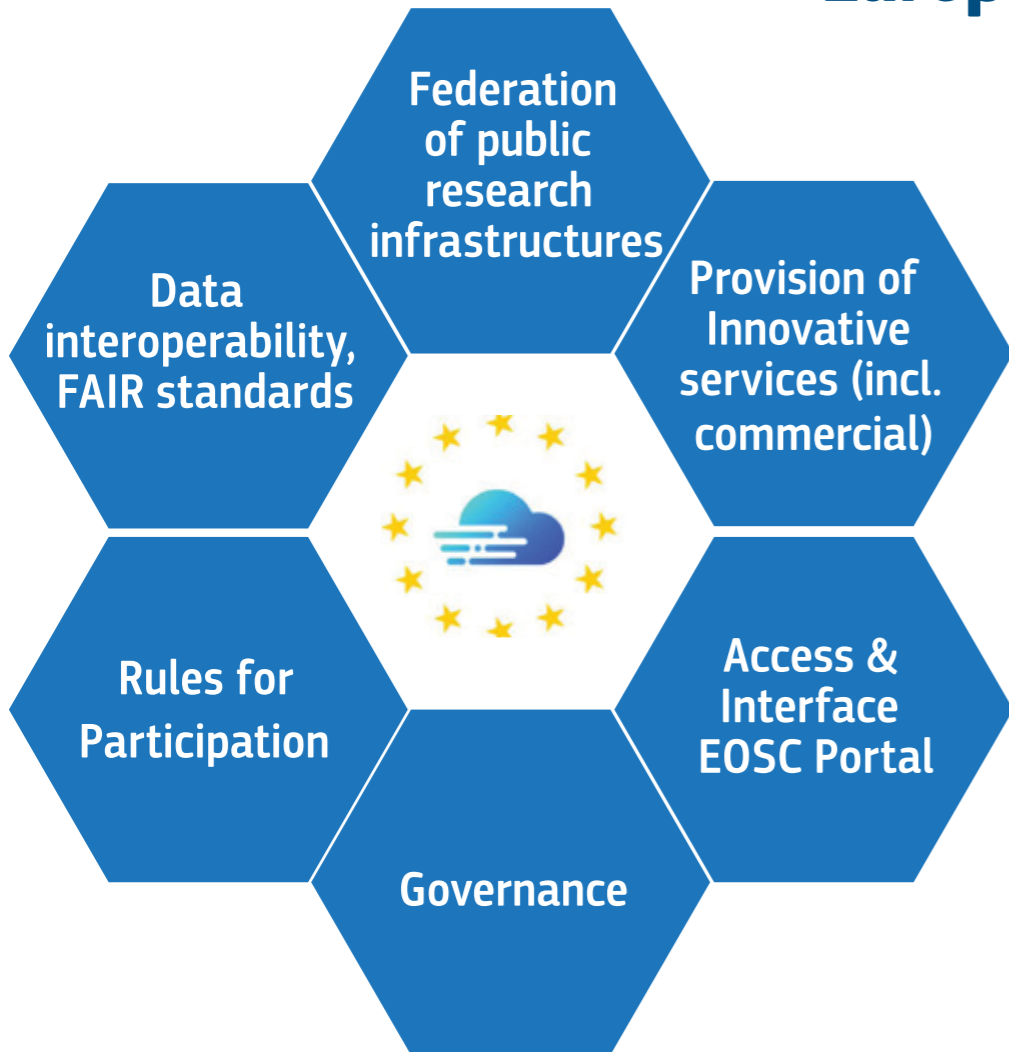 Europ
Federation
of public
research
infrastructures
Provision of
Innovative
services (incl.
commercial)
Data
interoperability,
FAIR standards
Rules for
Participation
Access &
Interface
EOSC Portal
Governance